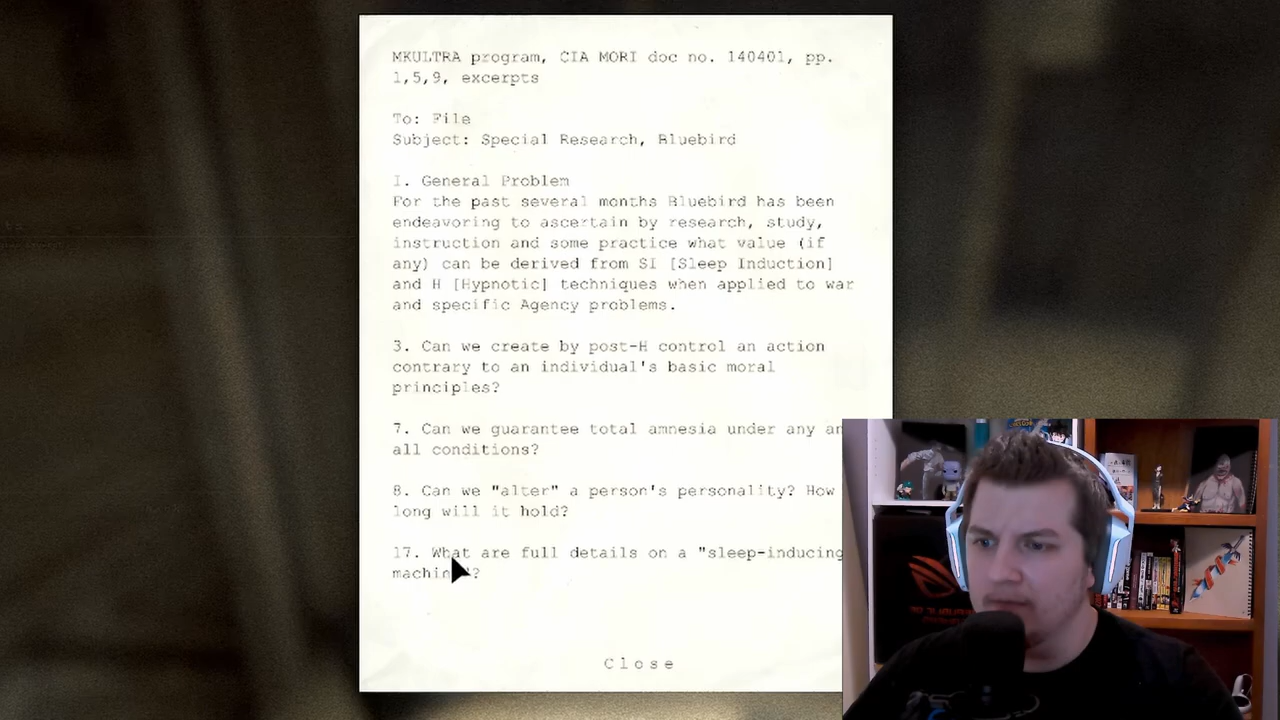 MKULTRA program, CIA MORI doc no. 140401, pp.
1,5,9, excerpts
To: File
Subject: Special Research, Bluebird
I. General Problem
For the past several months Bluebird has been
endeavoring to ascertain by research, study,
instruction and some practice what value (if
any) can be derived from SI [Sleep Induction]
and H [Hypnotic] techniques when applied to war
and specific Agency problems.
3. Can we create by post-H control an action
contrary to an individual's basic moral
principles?
7. Can we guarantee total amnesia under any an
all conditions?
8. Can we "alter" a person's personality? How
long will it hold?
17. What are full details on a "sleep-inducing
Close